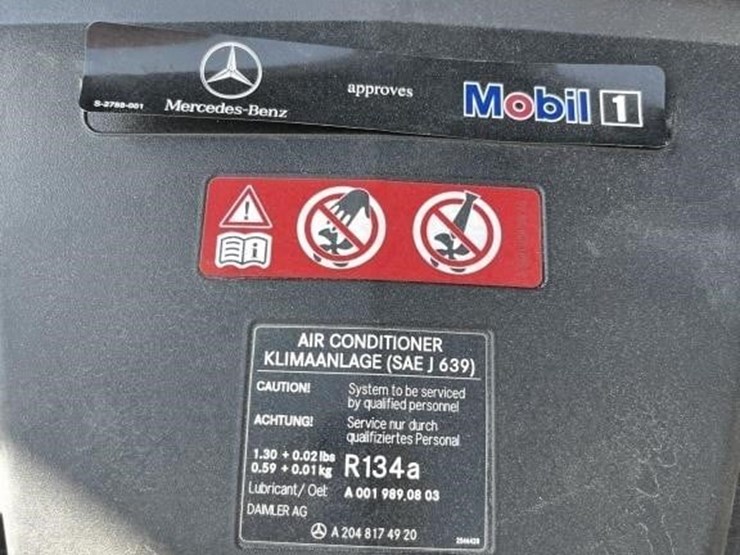 S-2788-001 Mercedes-Benz approves Mobil 1
AIR CONDITIONER
KLIMAANLAGE (SAE J 639)
CAUTION! System to be serviced
by qualified personnel
ACHTUNG! Service nur durch
qualifiziertes Personal
1.30 + 0.02 lbs
0.59 + 0.01 kg R134a
Lubricant/ Oel: A 001 989.08 03
DAIMLER AG
A 204 817 49 20